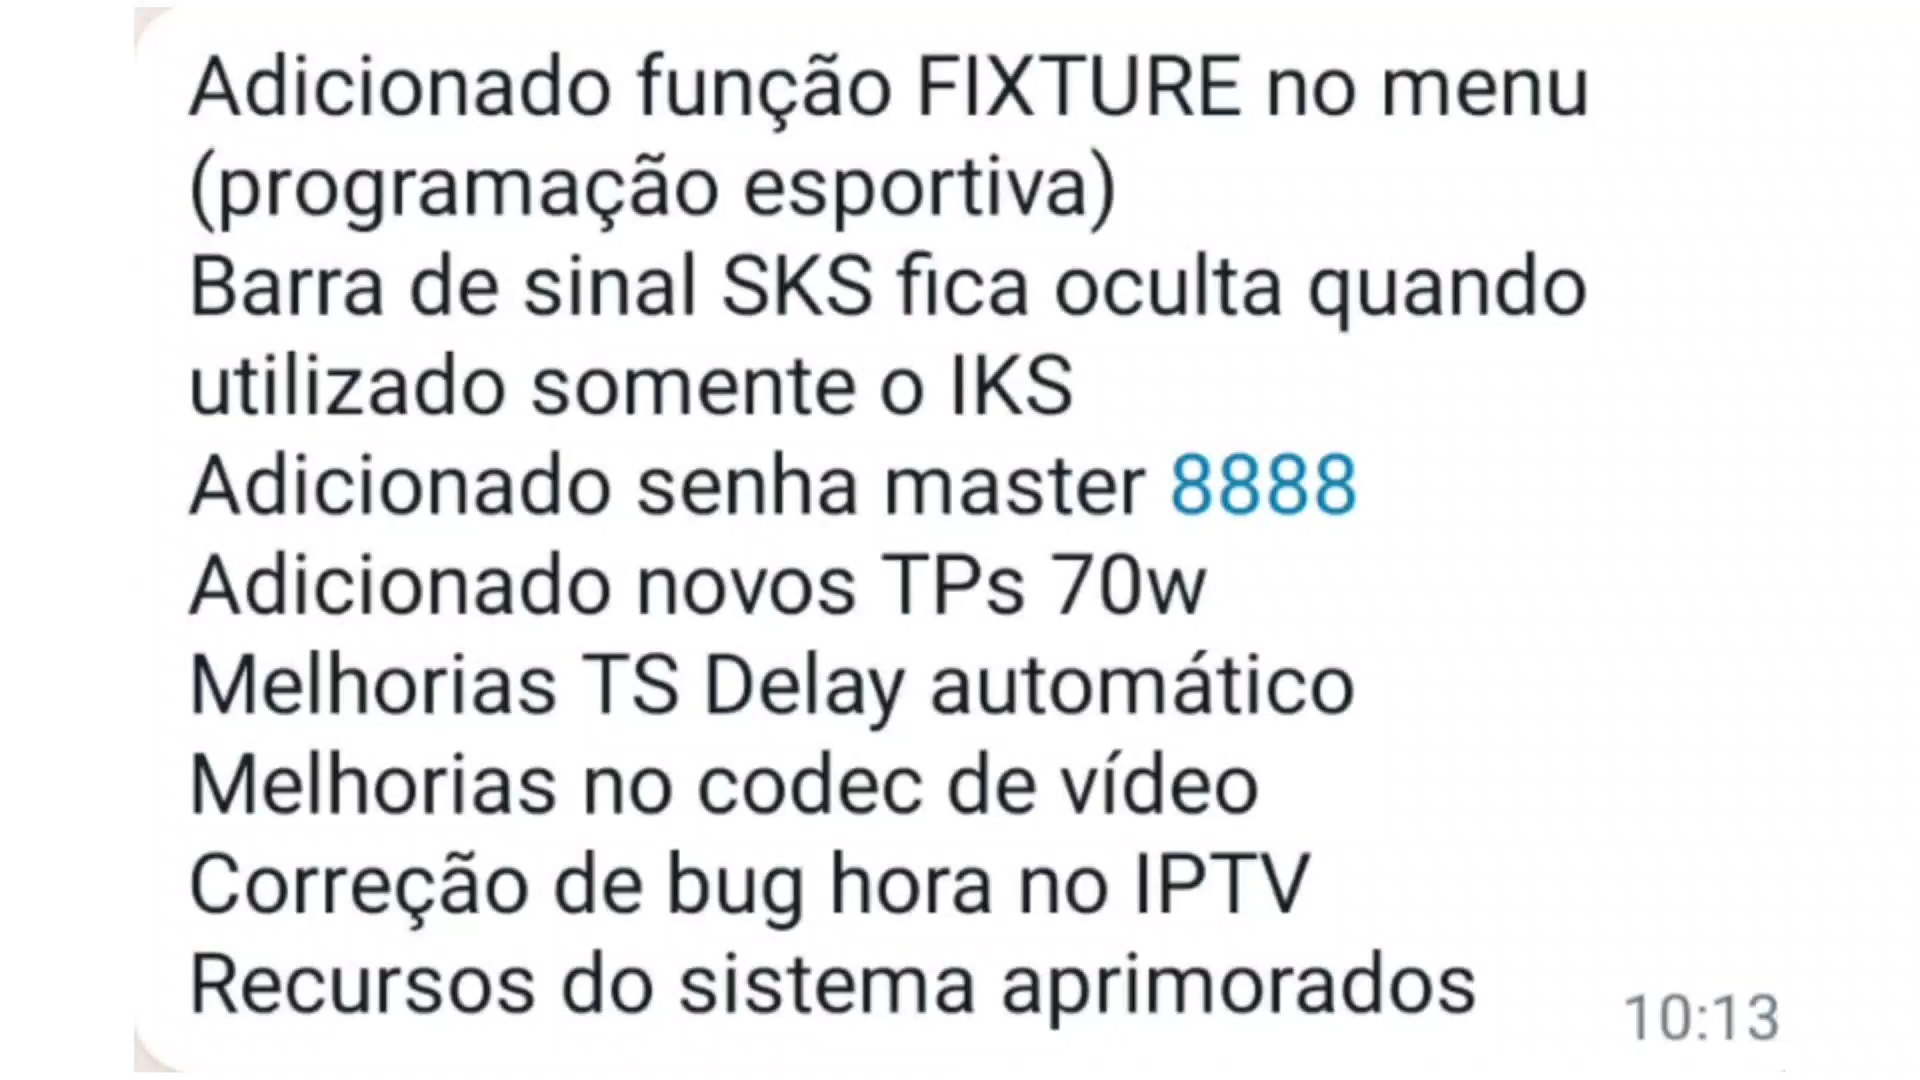 Adicionado função FIXTURE no menu
(programação esportiva)
Barra de sinal SKS fica oculta quando
utilizado somente o IKS
Adicionado senha master 8888
Adicionado novos TPs 70w
Melhorias TS Delay automático
Melhorias no codec de vídeo
Correção de bug hora no IPTV
Recursos do sistema aprimorados
10:13